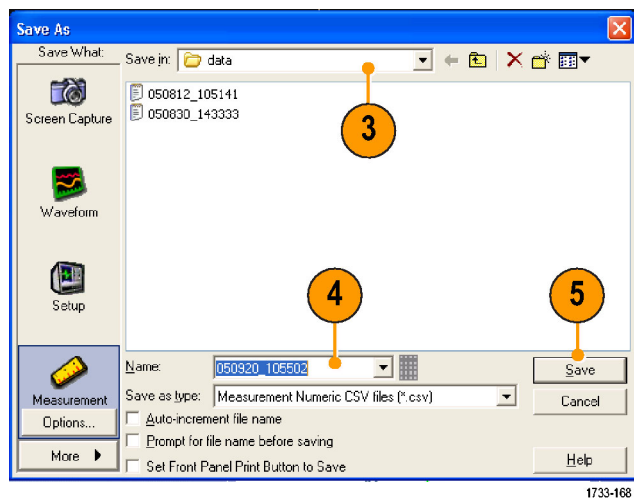 Save As
Save What:
Save in: data
Screen Capture
Waveform
Setup
Measurement
Options...
More
050812_105141
050830_143333
3
4
5
Name: 050920_105502
Save as type: Measurement Numeric CSV files (*.csv)
Auto-increment file name
Prompt for file name before saving
Set Front Panel Print Button to Save
Save
Cancel
Help
1733-168